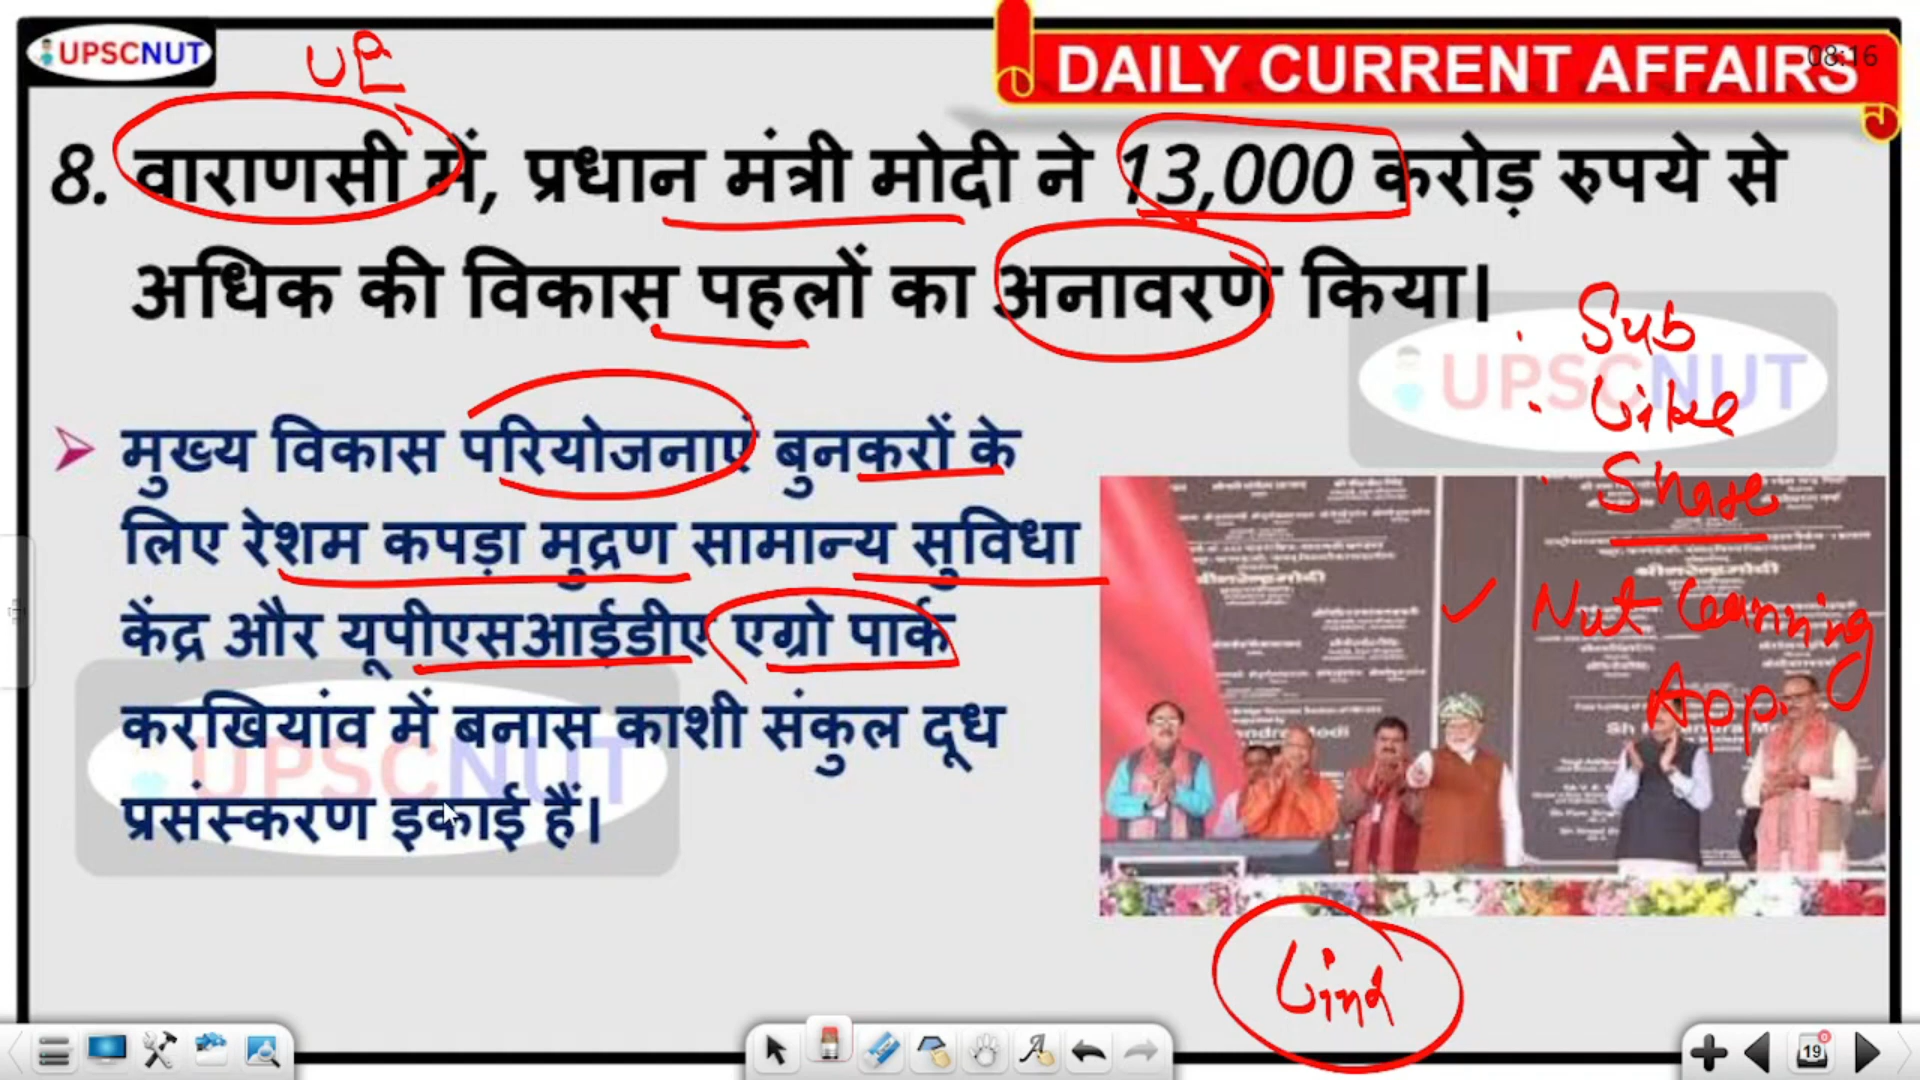 UPSCNUT
UP
DAILY CURRENT AFFAIRS
08:16
8. वाराणसी में, प्रधान मंत्री मोदी ने 13,000 करोड़ रुपये से
अधिक की विकास पहलों का अनावरण किया।
UPSCNUT
Sub
Like
Share
Nut Learning
App.
मुख्य विकास परियोजनाएं बुनकरों के
लिए रेशम कपड़ा मुद्रण सामान्य सुविधा
केंद्र और यूपीएसआईडीए एग्रो पार्क
करखियांव में बनास काशी संकुल दूध
प्रसंस्करण इकाई हैं।
UPSCNUT
19
0